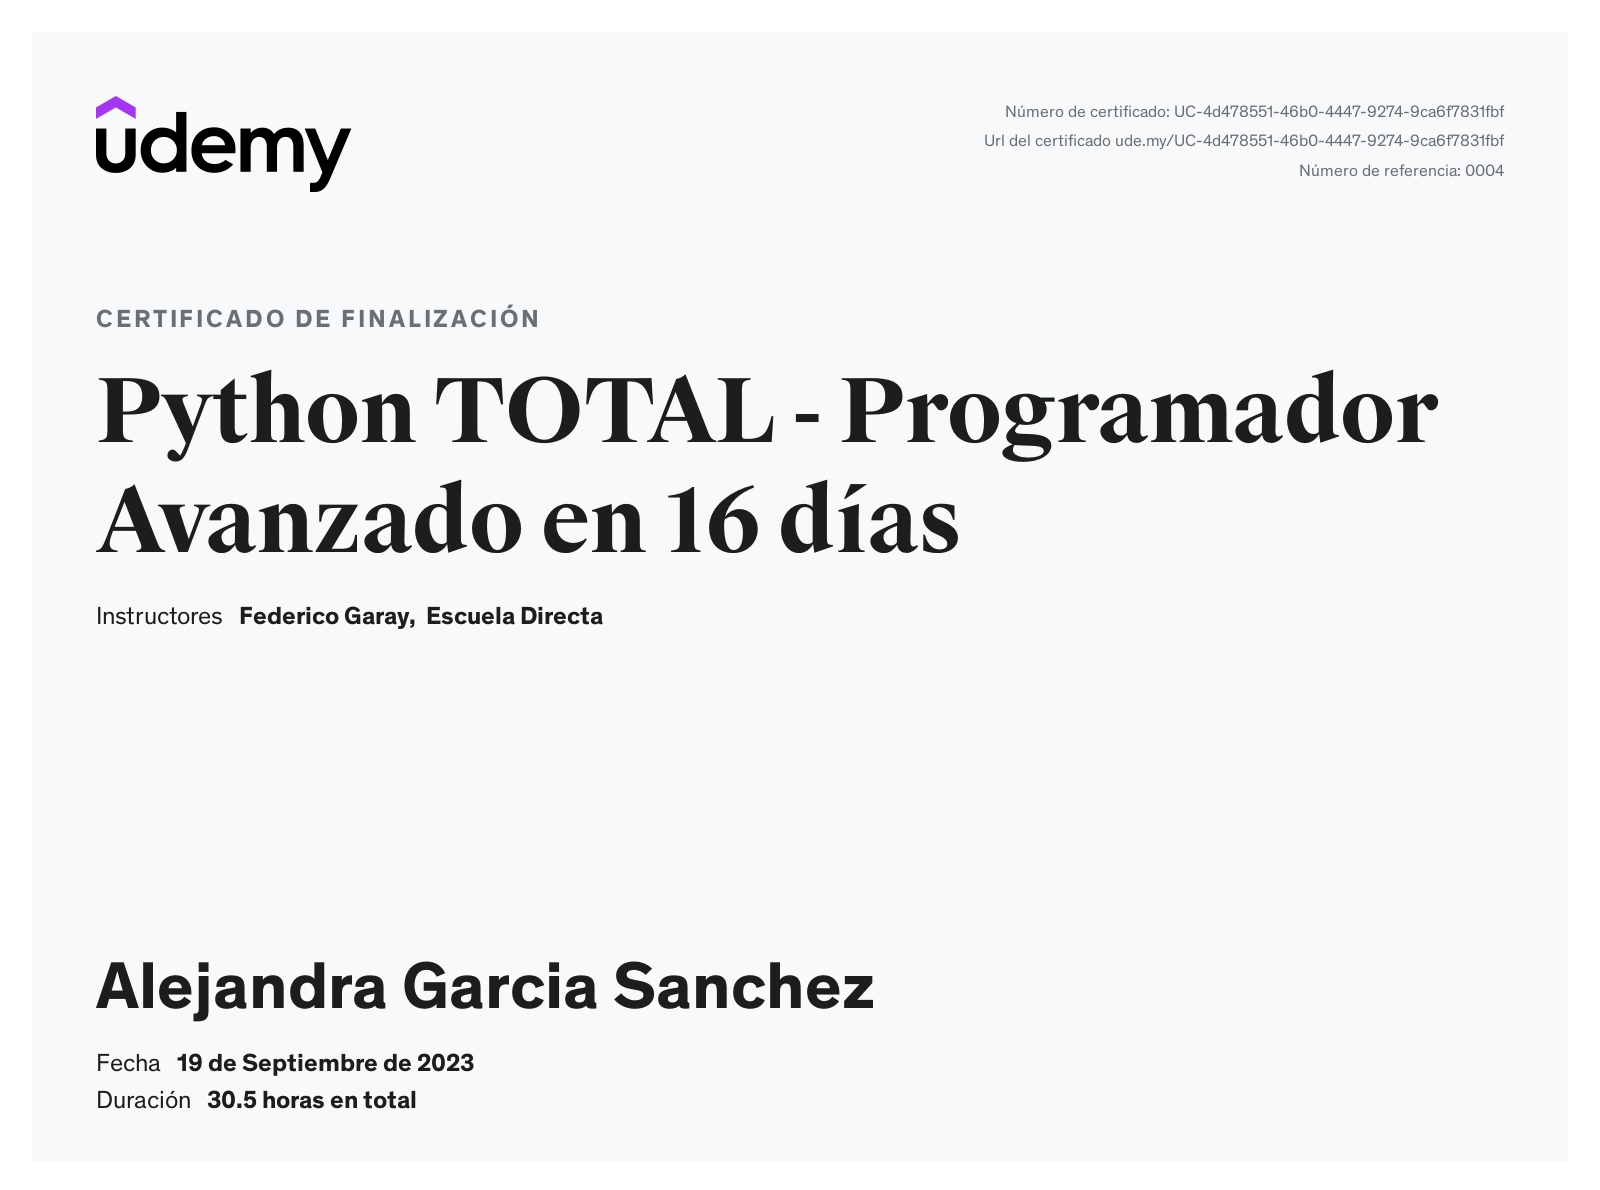 udemy
Número de certificado: UC-4d478551-46b0-4447-9274-9ca6f7831fbf
Url del certificado ude.my/UC-4d478551-46b0-4447-9274-9ca6f7831fbf
Número de referencia: 0004
CERTIFICADO DE FINALIZACIÓN
Python TOTAL - Programador
Avanzado en 16 días
Instructores Federico Garay, Escuela Directa
Alejandra Garcia Sanchez
Fecha 19 de Septiembre de 2023
Duración 30.5 horas en total